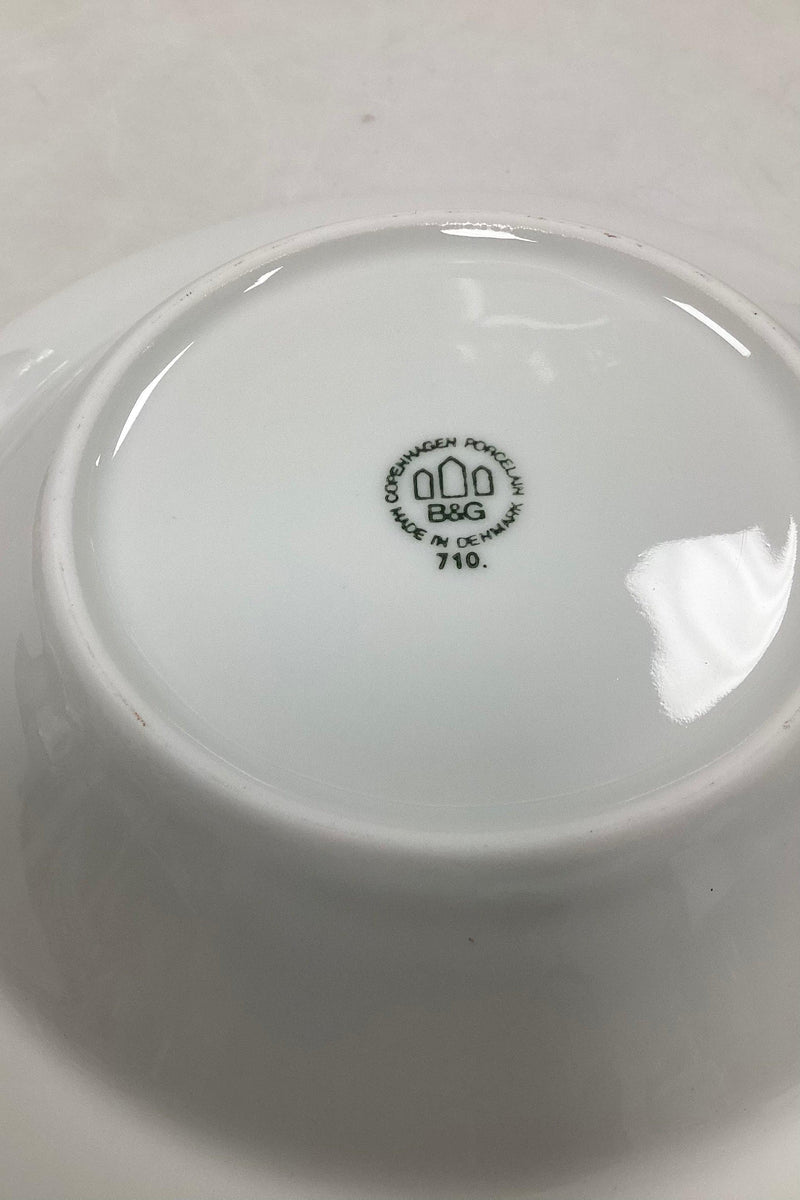 COPENHAGEN PORCELAIN
B&G
MADE IN DENMARK
710.